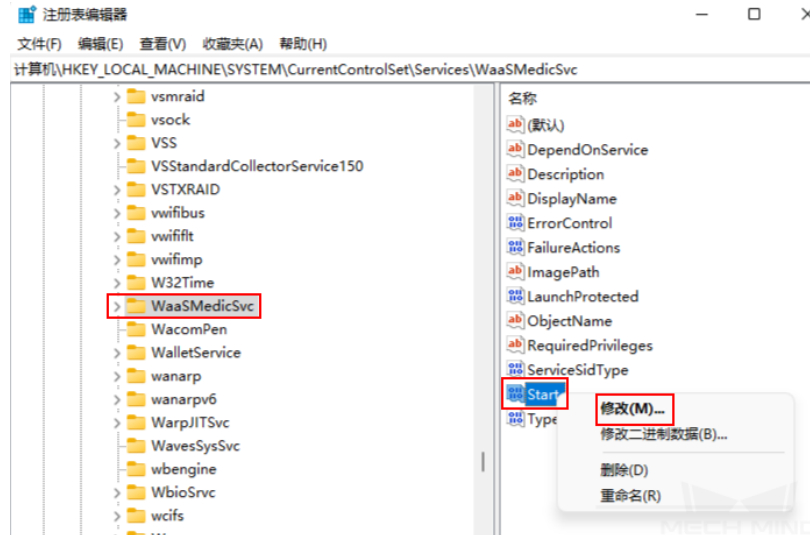 注册表编辑器
文件(F) 编辑(E) 查看(V) 收藏夹(A) 帮助(H)
计算机\HKEY_LOCAL_MACHINE\SYSTEM\CurrentControlSet\Services\WaaSMedicSvc
vsmraid
vsock
VSS
VSStandardCollectorService150
VSTXRAID
vwifibus
vwififlt
vwifimp
W32Time
WaaSMedicSvc
WacomPen
WalletService
wanarp
wanarpv6
WarpJITSvc
WavesSysSvc
wbengine
WbioSrvc
wcifs
名称
(默认)
DependOnService
Description
DisplayName
ErrorControl
FailureActions
ImagePath
LaunchProtected
ObjectName
RequiredPrivileges
ServiceSidType
Start
Type
修改(M)...
修改二进制数据(B)...
删除(D)
重命名(R)
MECH MIND